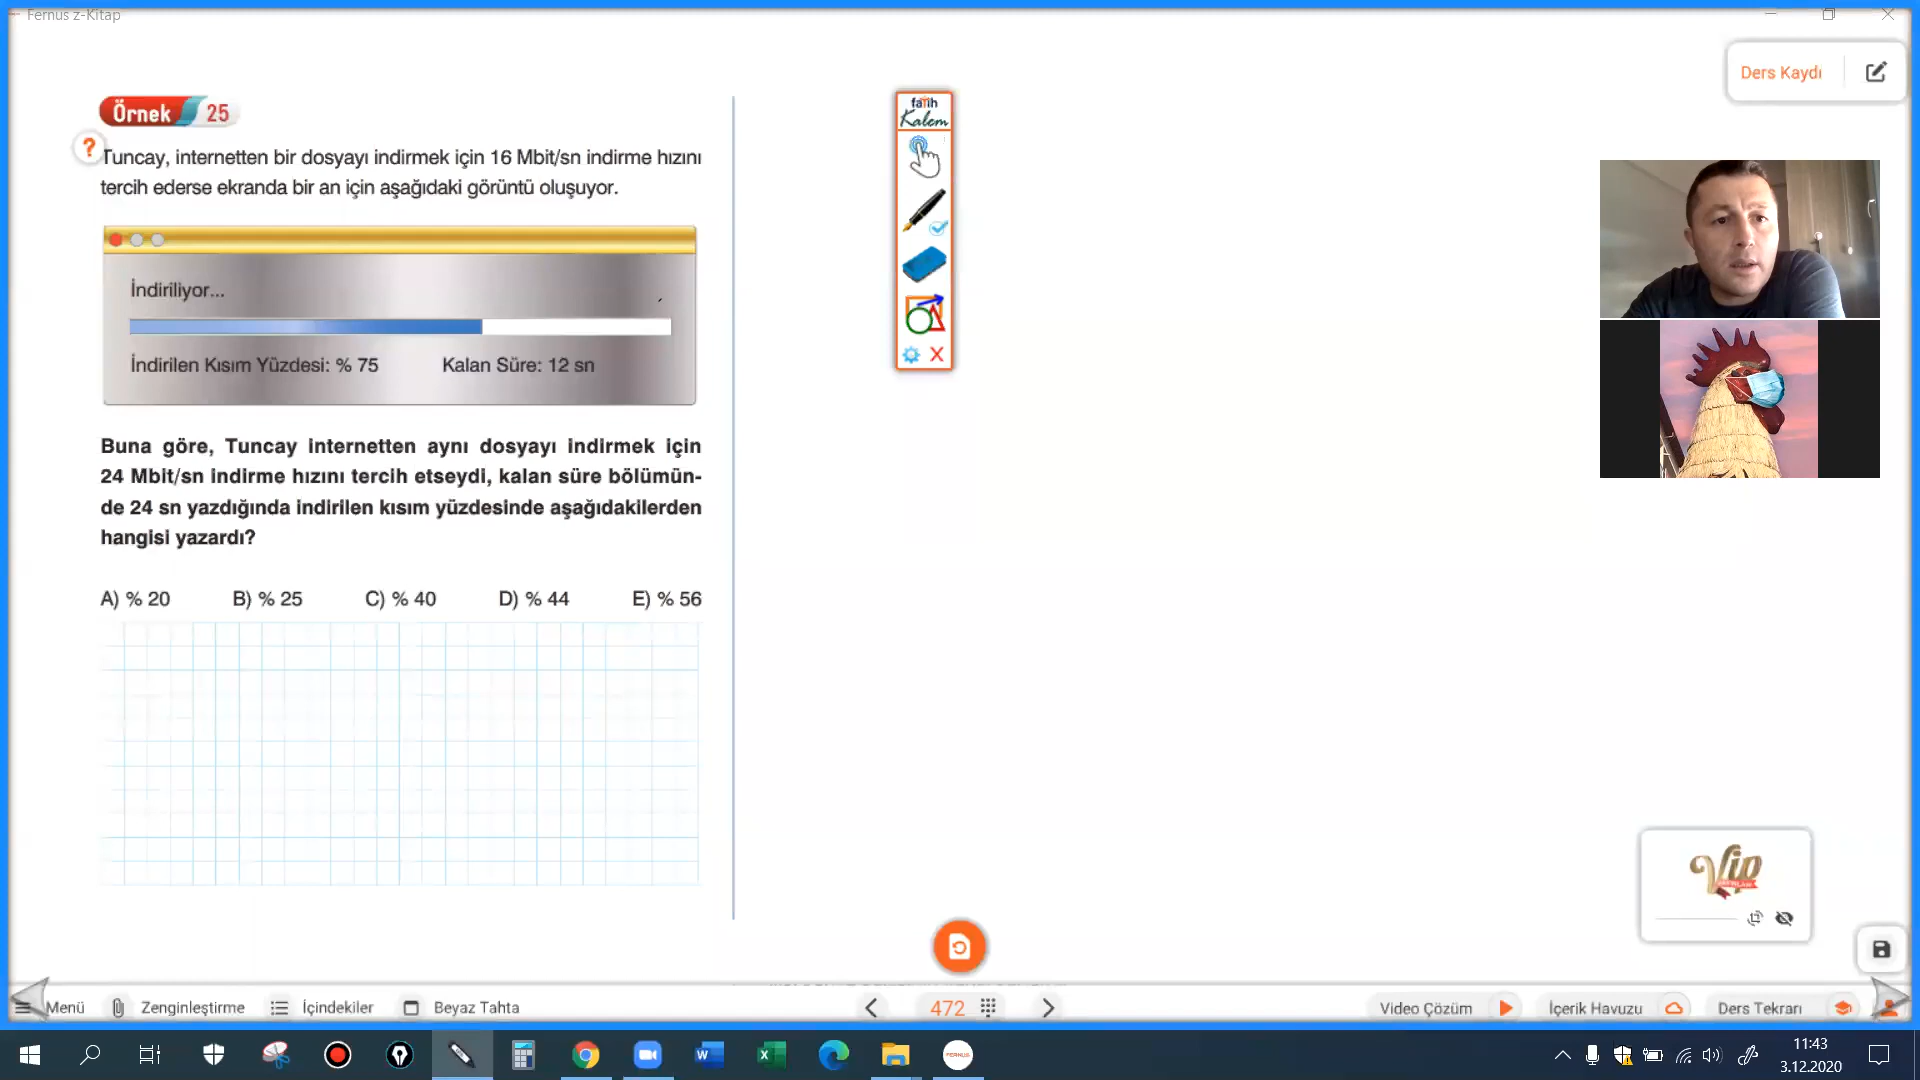 Fernus z-Kitap
Ders Kaydı
Örnek 25
?
Tuncay, internetten bir dosyayı indirmek için 16 Mbit/sn indirme hızını
tercih ederse ekranda bir an için aşağıdaki görüntü oluşuyor.
İndiriliyor...
İndirilen Kısım Yüzdesi: % 75
Kalan Süre: 12 sn
Buna göre, Tuncay internetten aynı dosyayı indirmek için
24 Mbit/sn indirme hızını tercih etseydi, kalan süre bölümün-
de 24 sn yazdığında indirilen kısım yüzdesinde aşağıdakilerden
hangisi yazardı?
A) % 20 B) % 25 C) % 40 D) % 44 E) % 56
fatih
Kalem
Vip
Menü
Zenginleştirme
İçindekiler
Beyaz Tahta
472
Video Çözüm
İçerik Havuzu
Ders Tekrarı
FERNUS
11:43
3.12.2020